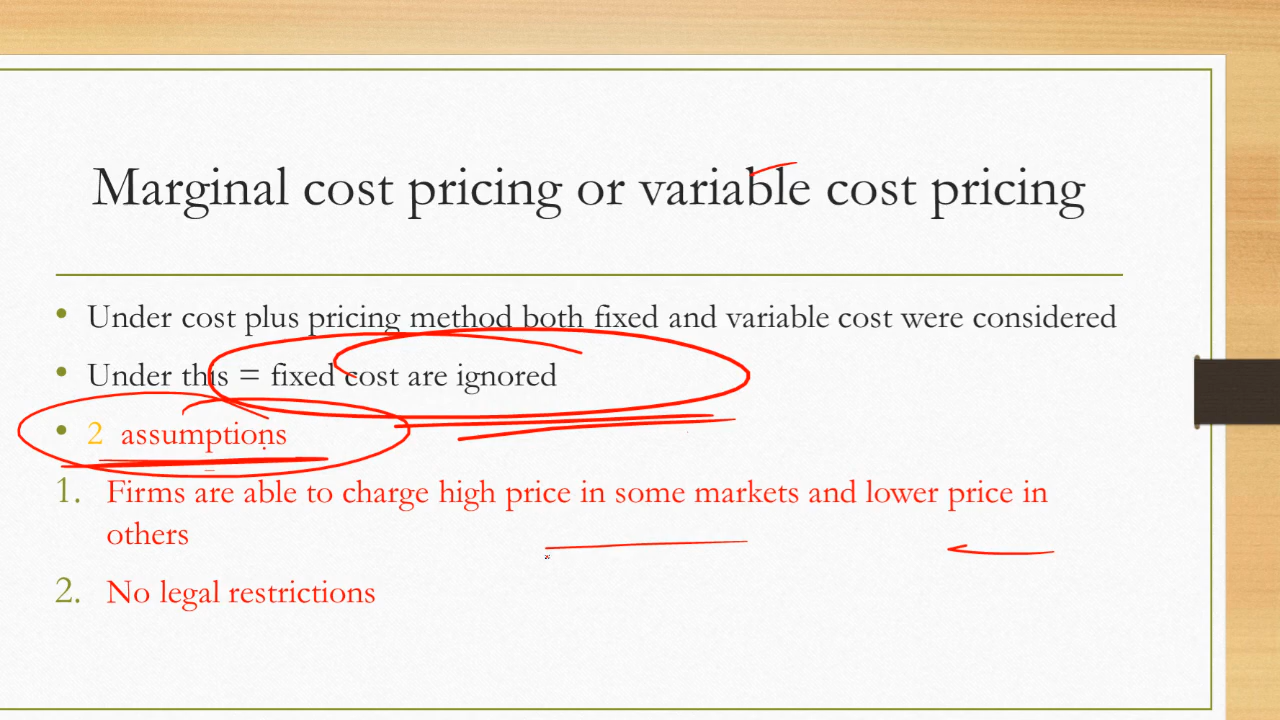 Marginal cost pricing or variable cost pricing
• Under cost plus pricing method both fixed and variable cost were considered
• Under this = fixed cost are ignored
• 2 assumptions
1. Firms are able to charge high price in some markets and lower price in
others
2. No legal restrictions